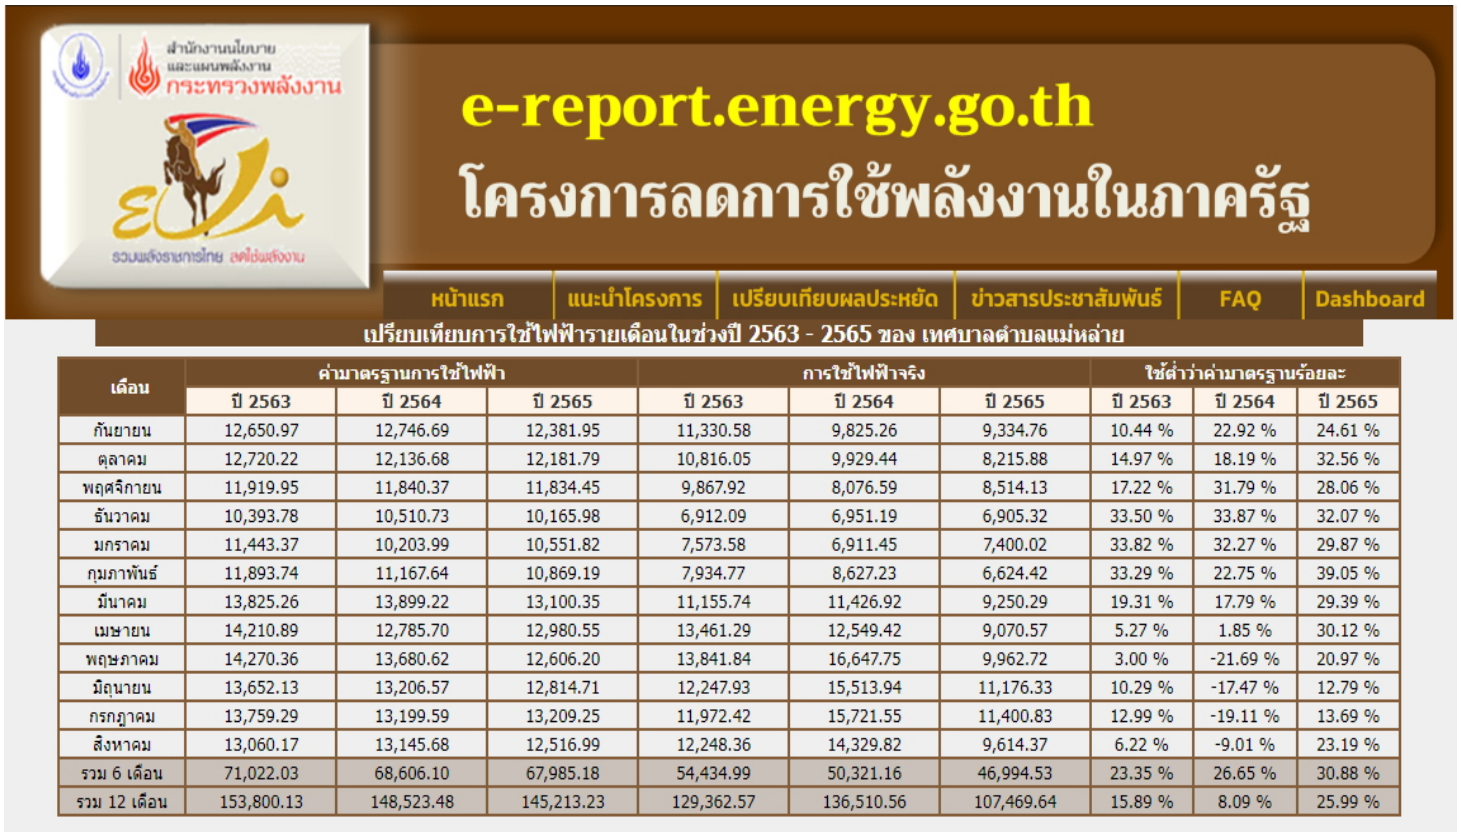 สำนักงานนโยบาย
และแผนพลังงาน
กระทรวงพลังงาน
รวมพลังราชการไทย ลดใช้พลังงาน
e-report.energy.go.th
โครงการลดการใช้พลังงานในภาครัฐ
หน้าแรก แนะนำโครงการ เปรียบเทียบผลประหยัด ข่าวสารประชาสัมพันธ์ FAQ Dashboard
เปรียบเทียบการใช้ไฟฟ้ารายเดือนในช่วงปี 2563 - 2565 ของ เทศบาลตำบลแม่หล่าย
เดือน ค่ามาตรฐานการใช้ไฟฟ้า การใช้ไฟฟ้าจริง ใช้ต่ำว่าค่ามาตรฐานร้อยละ
ปี 2563 ปี 2564 ปี 2565 ปี 2563 ปี 2564 ปี 2565 ปี 2563 ปี 2564 ปี 2565
กันยายน 12,650.97 12,746.69 12,381.95 11,330.58 9,825.26 9,334.76 10.44 % 22.92 % 24.61 %
ตุลาคม 12,720.22 12,136.68 12,181.79 10,816.05 9,929.44 8,215.88 14.97 % 18.19 % 32.56 %
พฤศจิกายน 11,919.95 11,840.37 11,834.45 9,867.92 8,076.59 8,514.13 17.22 % 31.79 % 28.06 %
ธันวาคม 10,393.78 10,510.73 10,165.98 6,912.09 6,951.19 6,905.32 33.50 % 33.87 % 32.07 %
มกราคม 11,443.37 10,203.99 10,551.82 7,573.58 6,911.45 7,400.02 33.82 % 32.27 % 29.87 %
กุมภาพันธ์ 11,893.74 11,167.64 10,869.19 7,934.77 8,627.23 6,624.42 33.29 % 22.75 % 39.05 %
มีนาคม 13,825.26 13,899.22 13,100.35 11,155.74 11,426.92 9,250.29 19.31 % 17.79 % 29.39 %
เมษายน 14,210.89 12,785.70 12,980.55 13,461.29 12,549.42 9,070.57 5.27 % 1.85 % 30.12 %
พฤษภาคม 14,270.36 13,680.62 12,606.20 13,841.84 16,647.75 9,962.72 3.00 % -21.69 % 20.97 %
มิถุนายน 13,652.13 13,206.57 12,814.71 12,247.93 15,513.94 11,176.33 10.29 % -17.47 % 12.79 %
กรกฎาคม 13,759.29 13,199.59 13,209.25 11,972.42 15,721.55 11,400.83 12.99 % -19.11 % 13.69 %
สิงหาคม 13,060.17 13,145.68 12,516.99 12,248.36 14,329.82 9,614.37 6.22 % -9.01 % 23.19 %
รวม 6 เดือน 71,022.03 68,606.10 67,985.18 54,434.99 50,321.16 46,994.53 23.35 % 26.65 % 30.88 %
รวม 12 เดือน 153,800.13 148,523.48 145,213.23 129,362.57 136,510.56 107,469.64 15.89 % 8.09 % 25.99 %